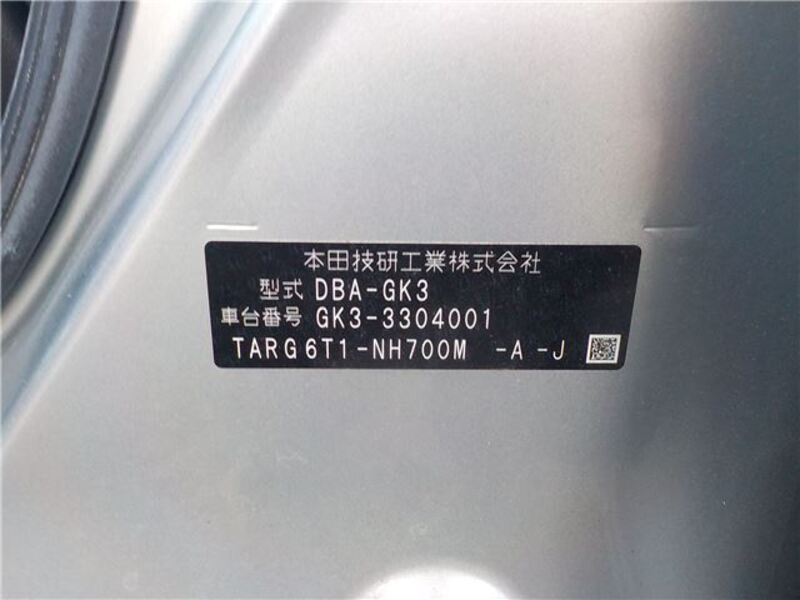 本田技研工業株式会社
型式 DBA-GK3
車台番号 GK3-3304001
TARG6T1-NH700M -A-J